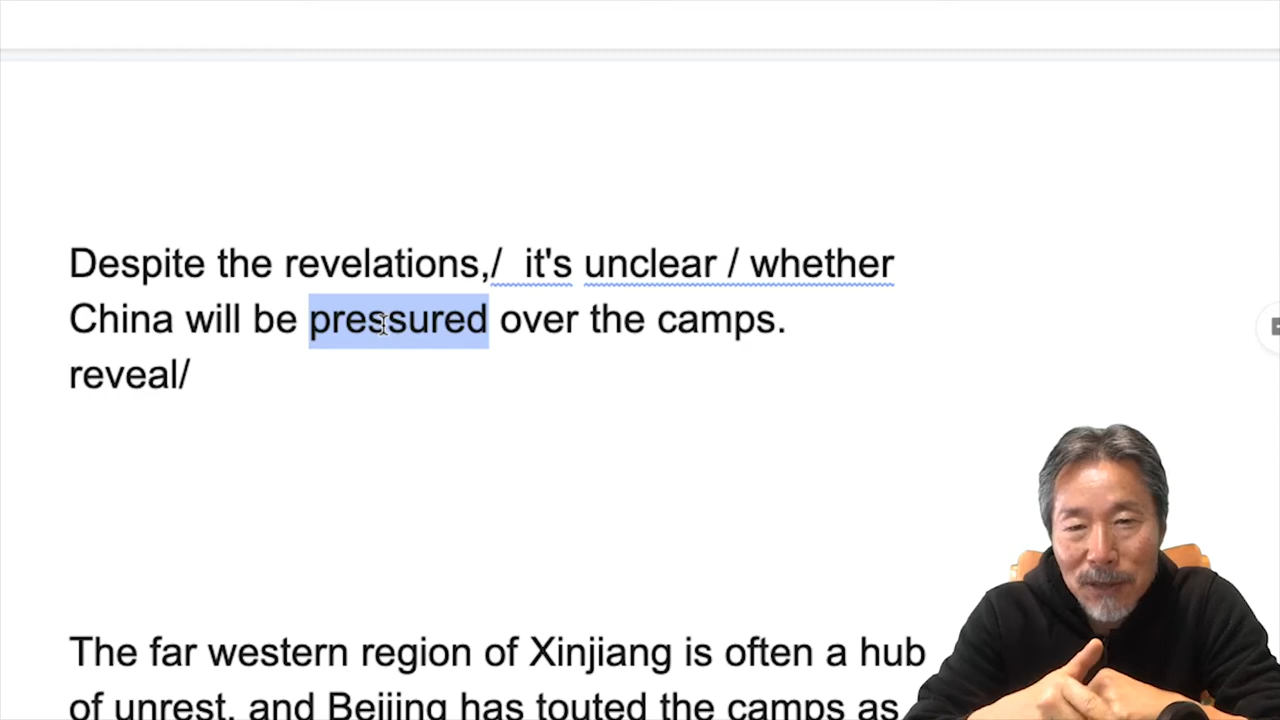 Despite the revelations,/ it's unclear / whether
China will be pressured over the camps.
reveal/
The far western region of Xinjiang is often a hub
of unrest, and Beijing has touted the camps as